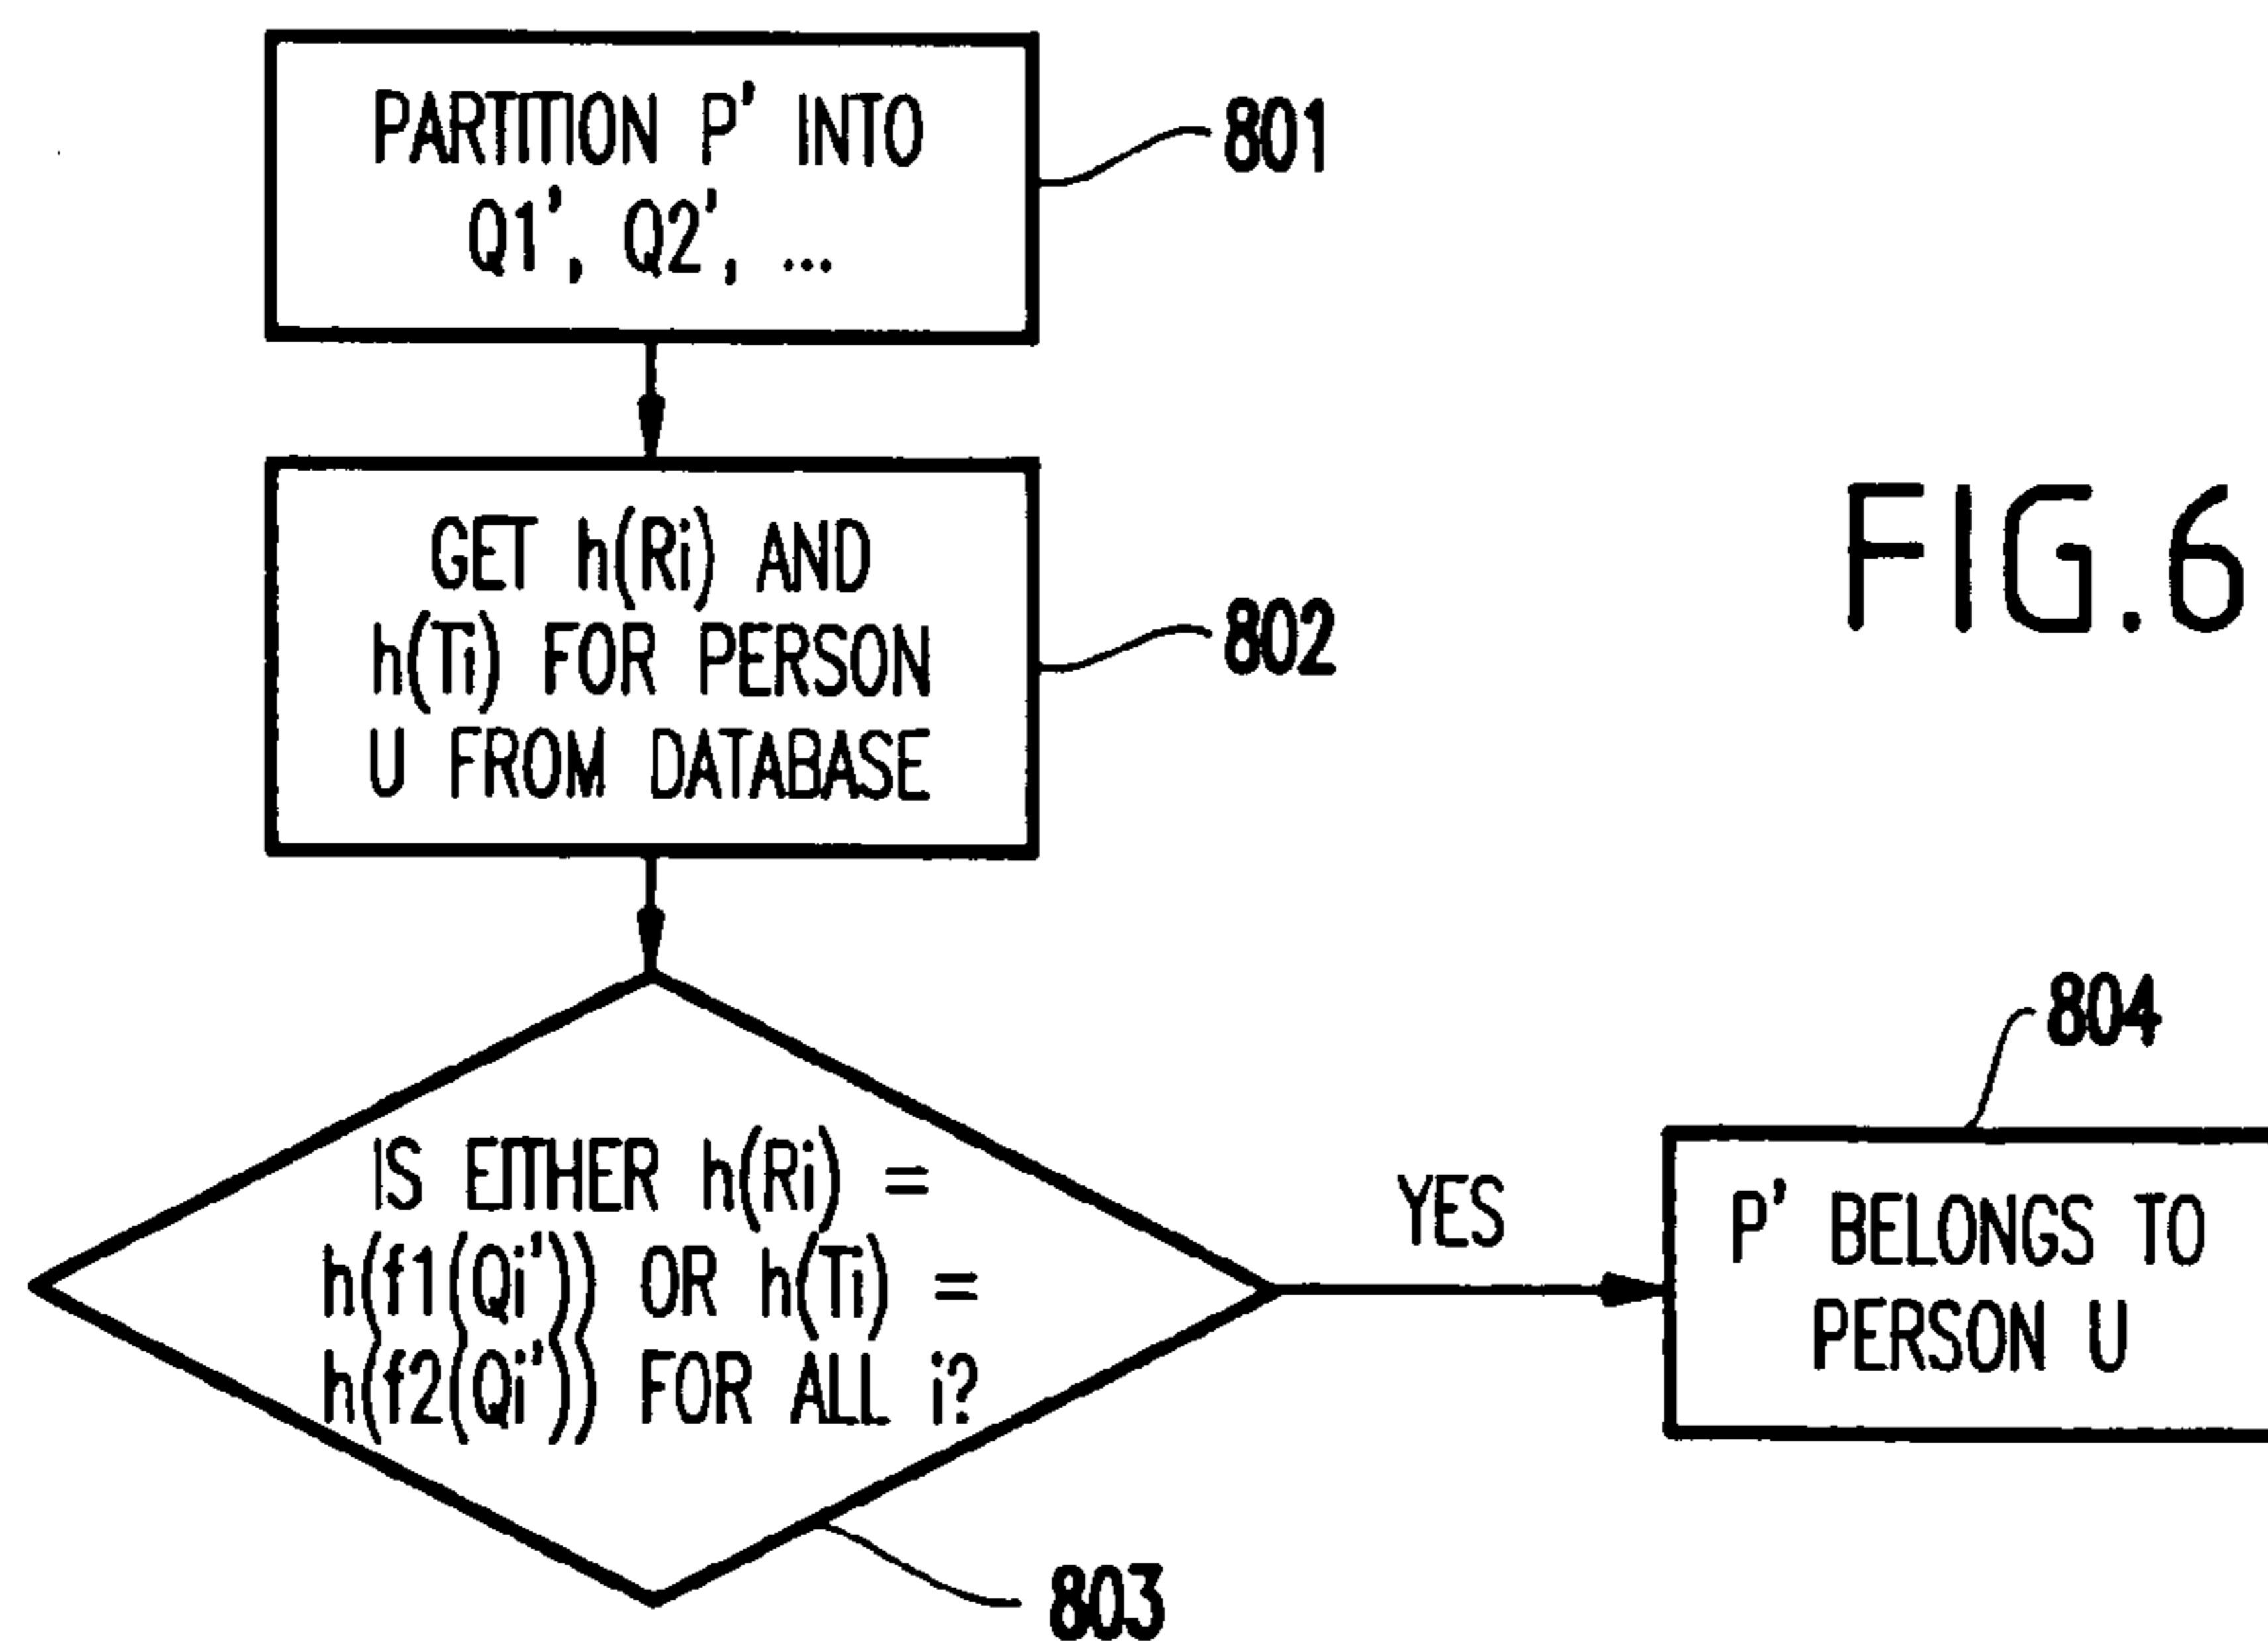 PARTITION P' INTO
Q1', Q2', ...
801
GET h(Ri) AND
h(Ti) FOR PERSON
U FROM DATABASE
802
FIG.6
804
IS EITHER h(Ri) =
h(f1(Qi')) OR h(Ti) =
h(f2(Qi')) FOR ALL i?
YES
P' BELONGS TO
PERSON U
803